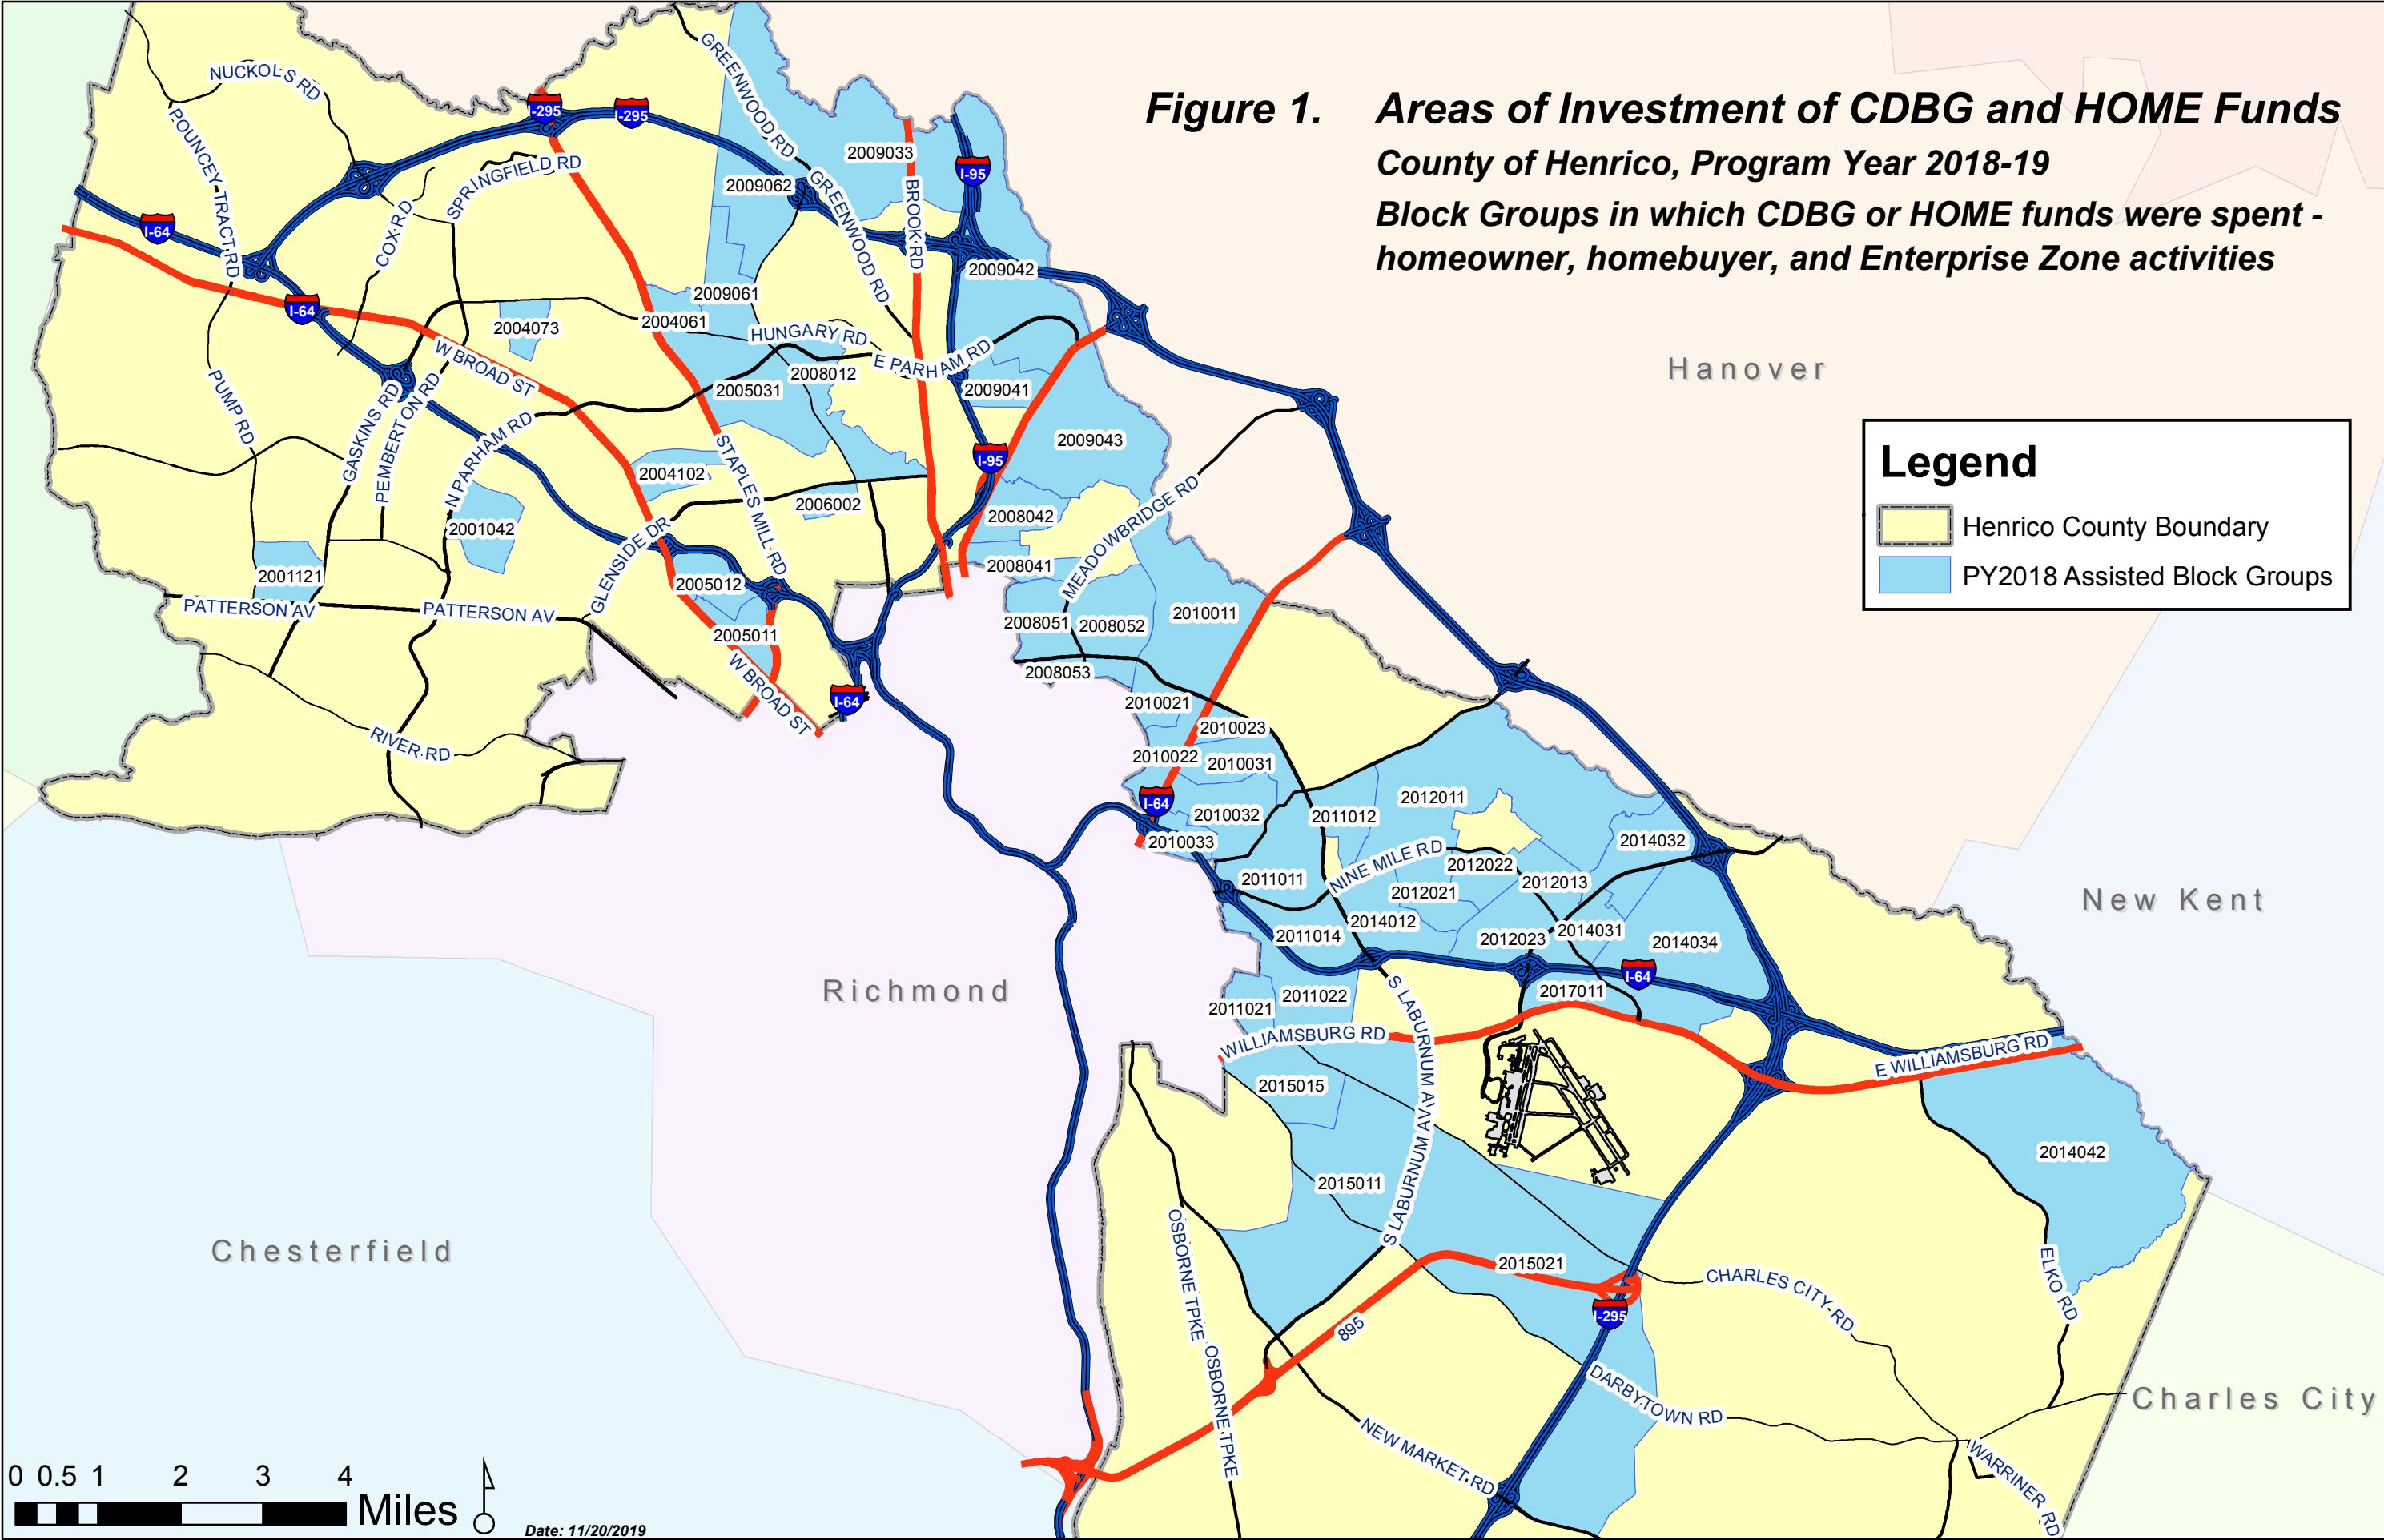 Figure 1. Areas of Investment of CDBG and HOME Funds
County of Henrico, Program Year 2018-19
Block Groups in which CDBG or HOME funds were spent -
homeowner, homebuyer, and Enterprise Zone activities
Legend
Henrico County Boundary
PY2018 Assisted Block Groups
Hanover
New Kent
Charles City
Richmond
Chesterfield
NUCKOLS RD
POUNCEY TRACT RD
I-295
I-295
GREENWOOD RD
GREENWOOD RD
SPRINGFIELD RD
COX RD
I-64
I-64
PUMP RD
GASKINS RD
PEMBERTON RD
W BROAD ST
N PARHAM RD
HUNGARY RD
E PARHAM RD
BROOK RD
I-95
I-95
STAPLES MILL RD
GLENSIDE DR
PATTERSON AV
PATTERSON AV
RIVER RD
W BROAD ST
I-64
MEADOWBRIDGE RD
I-64
NINE MILE RD
I-64
S LABURNUM AV
S LABURNUM AV
WILLIAMSBURG RD
E WILLIAMSBURG RD
OSBORNE TPKE
OSBORNE TPKE
895
I-295
CHARLES CITY RD
DARBYTOWN RD
NEW MARKET RD
ELKO RD
WARRINER RD
2009033
2009062
2009042
2009061
2004061
2004073
2008012
2005031
2009041
2009043
2004102
2006002
2001042
2001121
2008042
2008041
2005012
2005011
2008051
2008052
2010011
2008053
2010021
2010023
2010022
2010031
2010032
2010033
2011012
2012011
2014032
2012022
2012013
2012021
2011011
2014012
2011014
2012023
2014031
2014034
2011022
2011021
2017011
2015015
2015011
2015021
2014042
0 0.5 1 2 3 4
Miles
Date: 11/20/2019